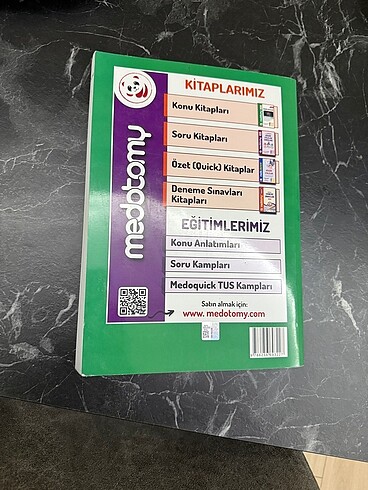 medotomy
KİTAPLARIMIZ
Konu Kitapları
Soru Kitapları
Özet (Quick) Kitaplar
Deneme Sınavları
Kitapları
EĞİTİMLERİMİZ
Konu Anlatımları
Soru Kampları
Medoquick TUS Kampları
Satın almak için:
www. medotomy.com